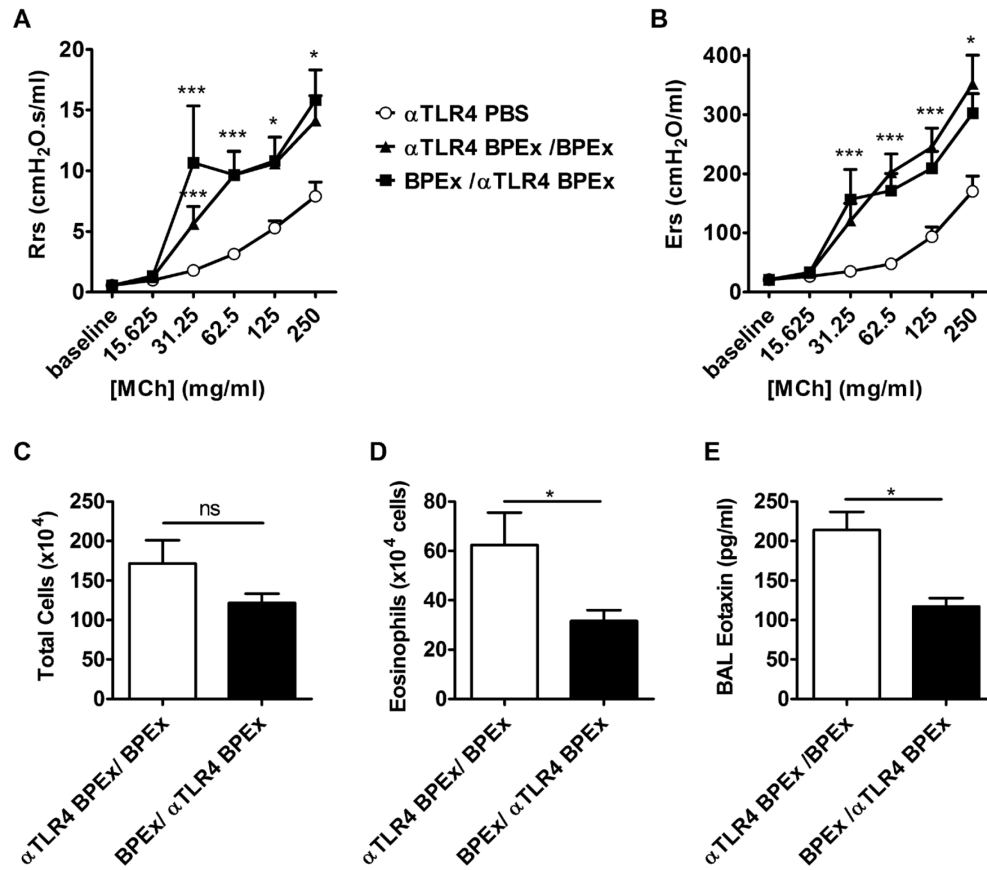 A
Rrs (cmH₂O.s/ml)
20
15
10
5
0
***
***
***
*
*
baseline
15.625
31.25
62.5
125
250
[MCh] (mg/ml)
αTLR4 PBS
αTLR4 BPEx /BPEx
BPEx /αTLR4 BPEx
B
Ers (cmH₂O/ml)
400
300
200
100
0
***
***
***
*
baseline
15.625
31.25
62.5
125
250
[MCh] (mg/ml)
C
Total Cells (x10⁴)
250
200
150
100
50
0
ns
αTLR4 BPEx/ BPEx
BPEx/ αTLR4 BPEx
D
Eosinophils (x10⁻⁴ cells)
80
60
40
20
0
*
αTLR4 BPEx/ BPEx
BPEx/ αTLR4 BPEx
E
BAL Eotaxin (pg/ml)
250
200
150
100
50
0
*
αTLR4 BPEx /BPEx
BPEx /αTLR4 BPEx